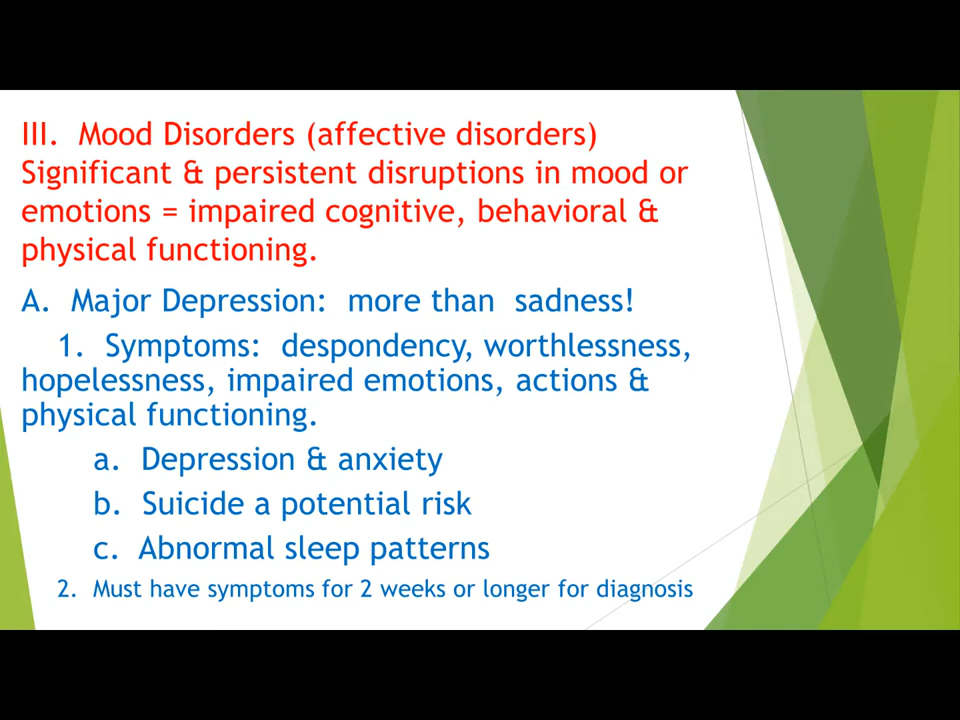 III. Mood Disorders (affective disorders)
Significant & persistent disruptions in mood or
emotions = impaired cognitive, behavioral &
physical functioning.
A. Major Depression: more than sadness!
1. Symptoms: despondency, worthlessness,
hopelessness, impaired emotions, actions &
physical functioning.
a. Depression & anxiety
b. Suicide a potential risk
c. Abnormal sleep patterns
2. Must have symptoms for 2 weeks or longer for diagnosis